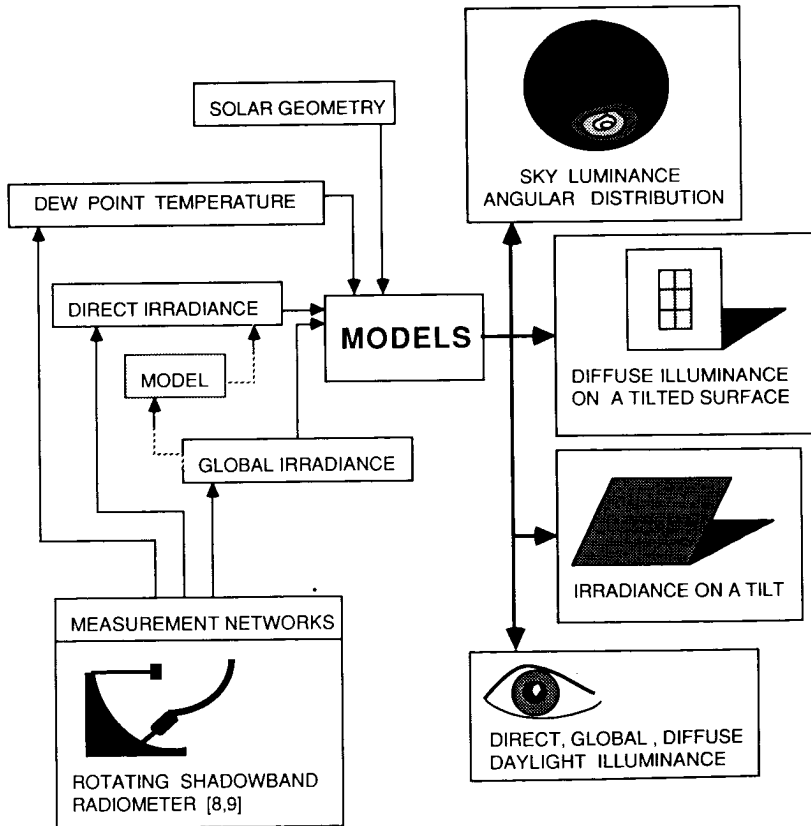 SOLAR GEOMETRY
DEW POINT TEMPERATURE
DIRECT IRRADIANCE
MODEL
GLOBAL IRRADIANCE
MODELS
MEASUREMENT NETWORKS
ROTATING SHADOWBAND
RADIOMETER [8,9]
SKY LUMINANCE
ANGULAR DISTRIBUTION
DIFFUSE ILLUMINANCE
ON A TILTED SURFACE
IRRADIANCE ON A TILT
DIRECT, GLOBAL , DIFFUSE
DAYLIGHT ILLUMINANCE